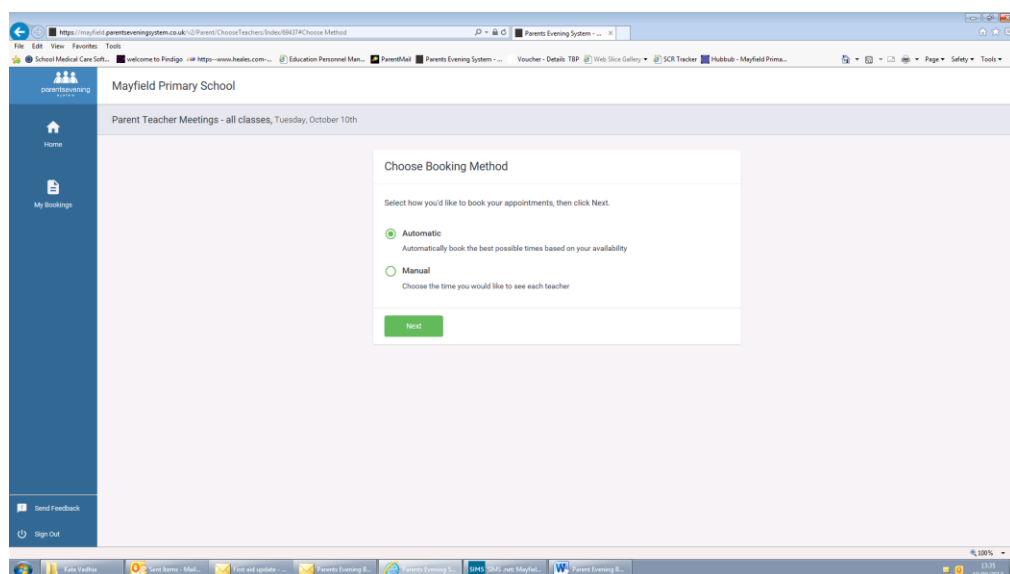 https://mayfield.parentseveningsystem.co.uk/v2/Parent/ChooseTeachers/Index/69437#Choose Method
Parents Evening System - ...
File Edit View Favorites Tools
School Medical Care Soft... welcome to Pindigo https--www.heales.com-... Education Personnel Man... ParentMail Parents Evening System - ... Voucher - Details TBP Web Slice Gallery SCR Tracker Hubbub - Mayfield Prima... Page Safety Tools
parentsevening
system
Mayfield Primary School
Parent Teacher Meetings - all classes, Tuesday, October 10th
Home
My Bookings
Choose Booking Method
Select how you'd like to book your appointments, then click Next.
Automatic
Automatically book the best possible times based on your availability
Manual
Choose the time you would like to see each teacher
Next
Send Feedback
Sign Out
100%
Kate Vadhia Sent Items - Mail... First aid update - ... Parents Evening B... Parents Evening S... SIMS SIMS .net: Mayfiel... Parent Evening B...
13:35